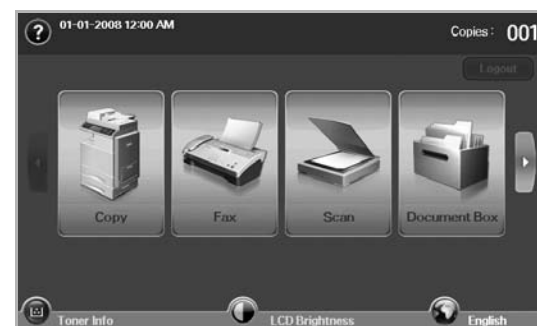 ? 01-01-2008 12:00 AM Copies : 001
Logout
Copy Fax Scan Document Box
Toner Info LCD Brightness English